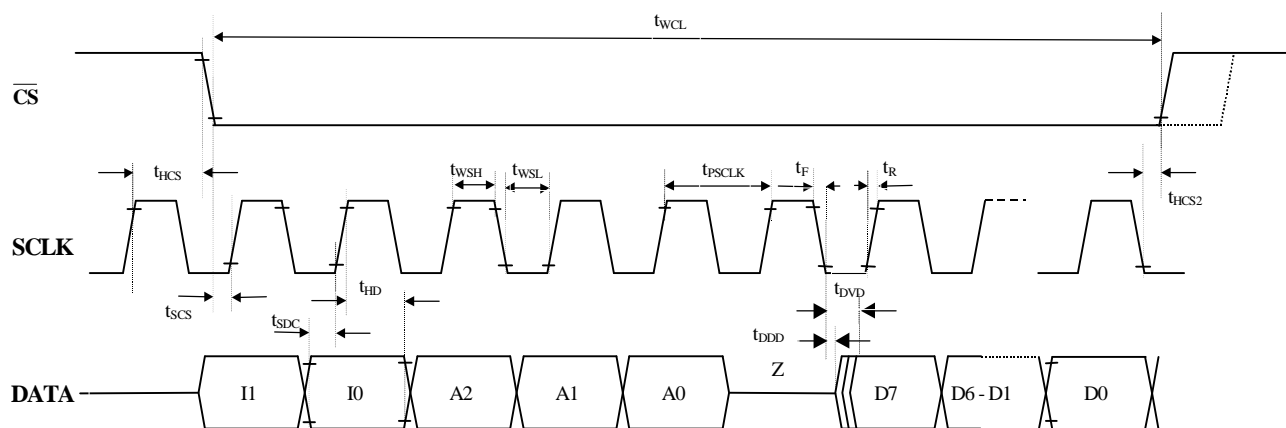 tWCL
CS
tHCS
tWSH
tWSL
tPSCLK
tF
tR
tHCS2
SCLK
tSCS
tHD
tSDC
tDVD
tDDD
Z
DATA
I1
I0
A2
A1
A0
D7
D6 - D1
D0